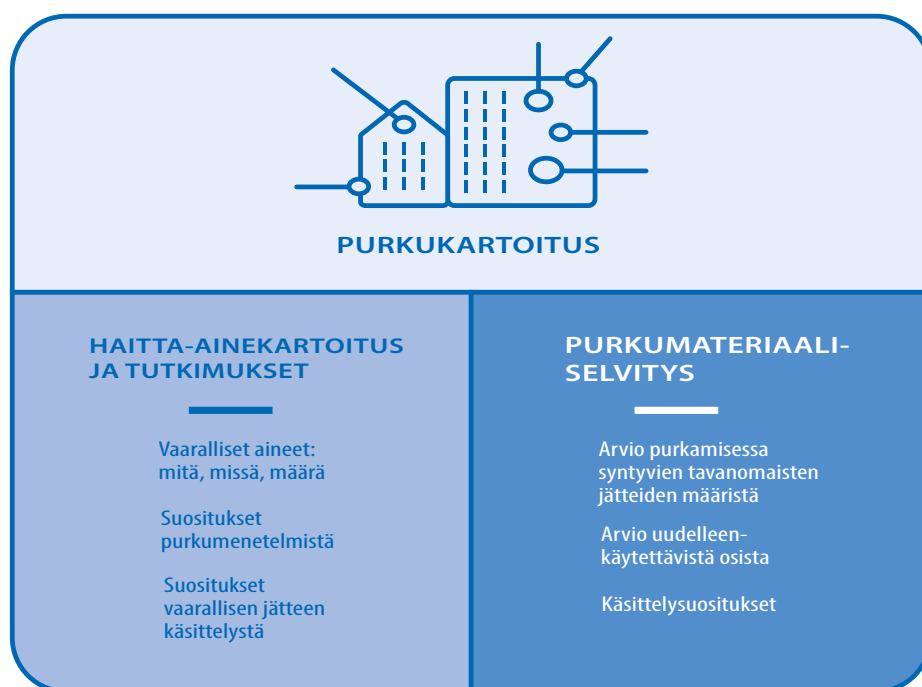 PURKUKARTOITUS
HAITTA-AINEKARTOITUS
JA TUTKIMUKSET
Vaaralliset aineet:
mitä, missä, määrä
Suositukset
purkumenetelmistä
Suositukset
vaarallisen jätteen
käsittelystä
PURKUMATERIAALI-
SELVITYS
Arvio purkamisessa
syntyvien tavanomaisten
jätteiden määristä
Arvio uudelleen-
käytettävistä osista
Käsittelysuositukset